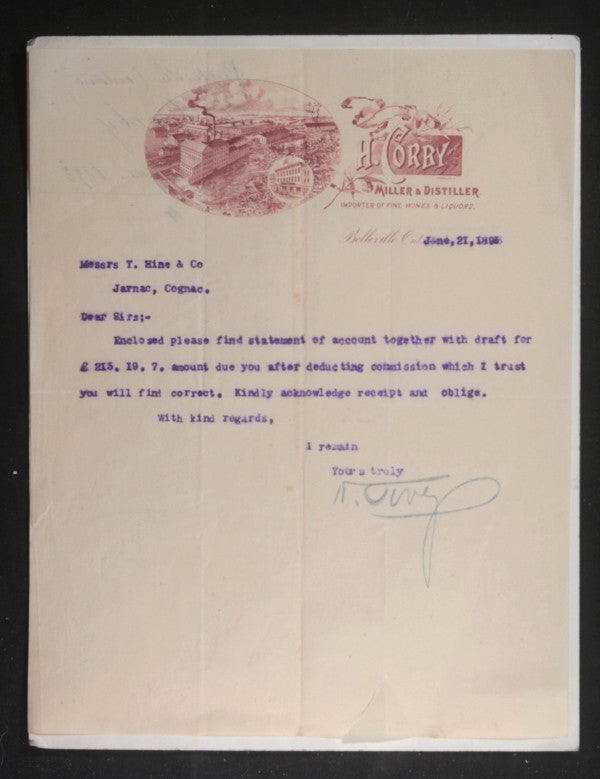 H. CORBY
MILLER & DISTILLER
IMPORTER OF FINE WINES & LIQUORS.
Belleville Ont June, 21, 189
Messrs T. Hine & Co
Jarnac, Cognac.
Dear Sirs;-
Enclosed please find statement of account together with draft for
£ 215. 19. 7. amount due you after deducting commission which I trust
you will find correct. Kindly acknowledge receipt and oblige.
With kind regards,
I remain
Yours truly
H. Corby